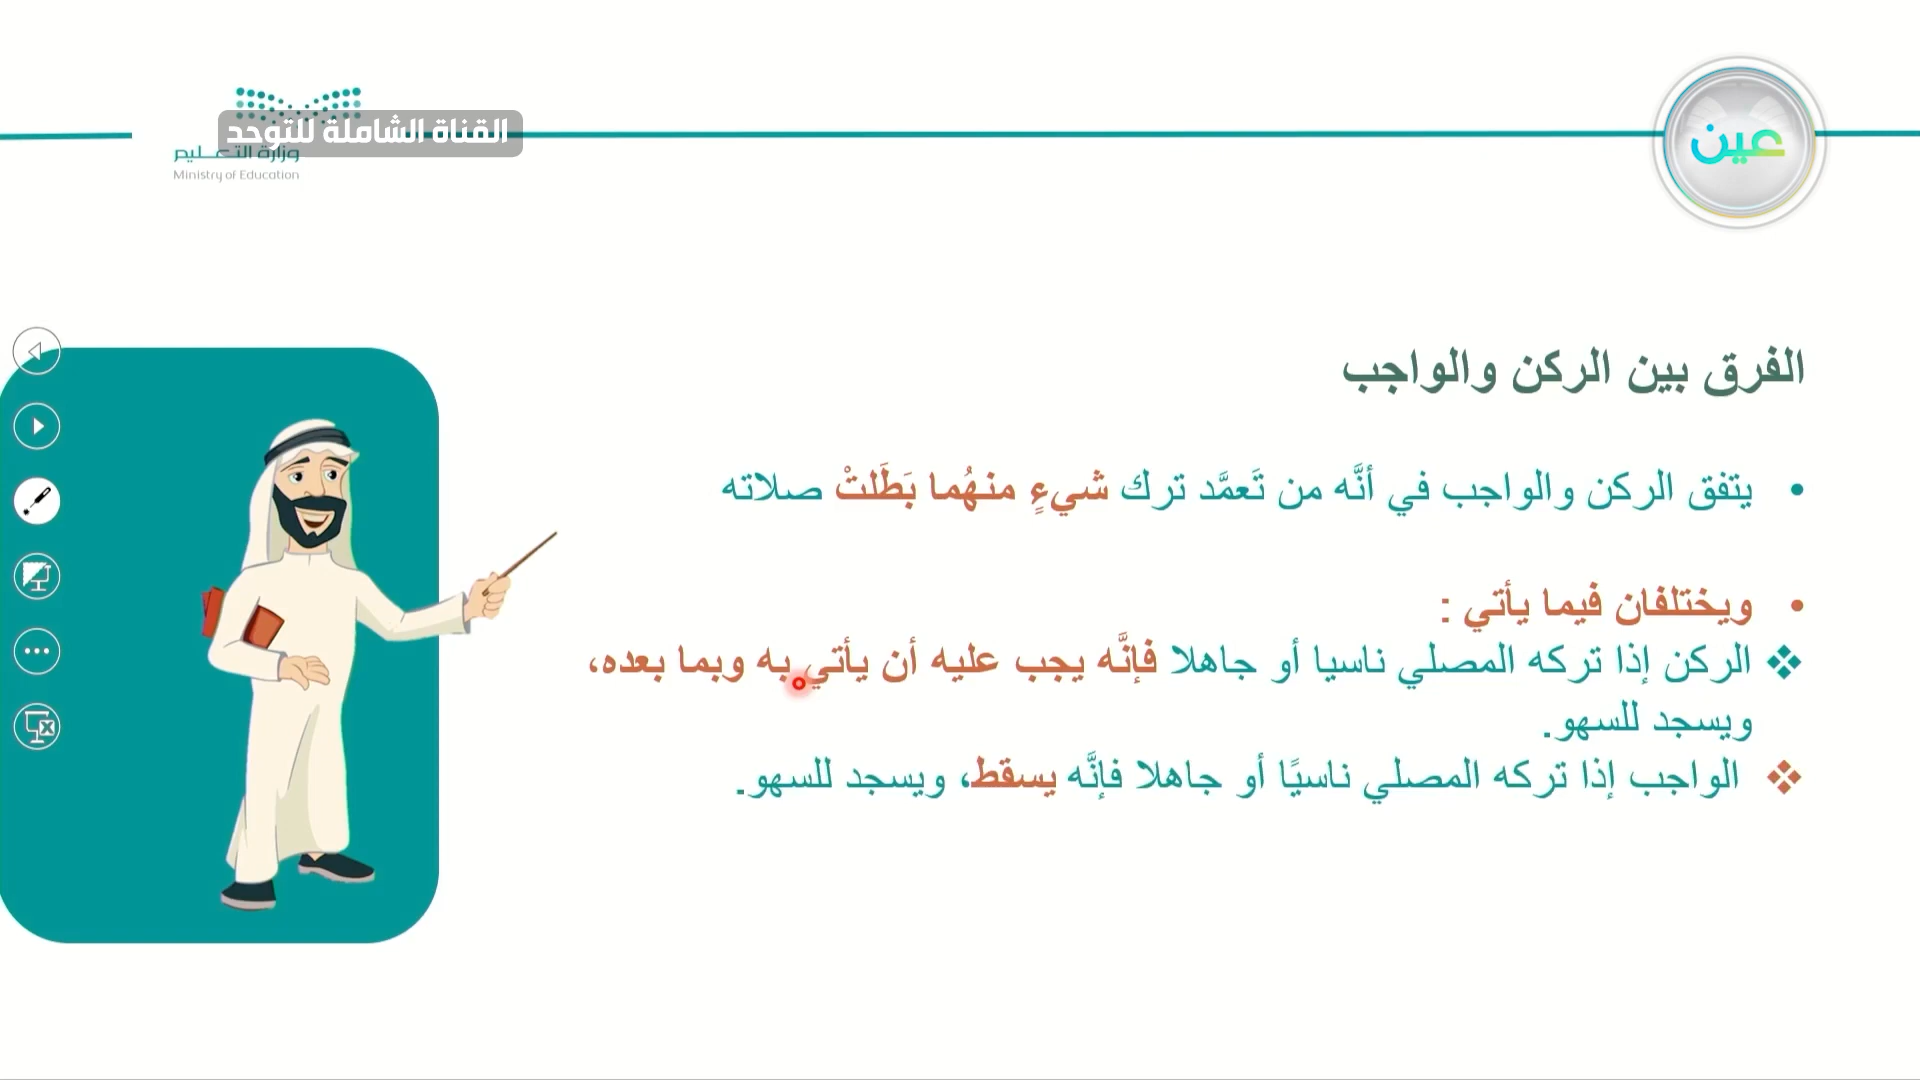 القناة الشاملة للتوحد
وزارة التعليم
Ministry of Education
عين
الفرق بين الركن والواجب
• يتفق الركن والواجب في أنَّه من تَعمَّد ترك شيءٍ منهُما بَطَلتْ صلاته
• ويختلفان فيما يأتي :
❖ الركن إذا تركه المصلي ناسيا أو جاهلا فإنَّه يجب عليه أن يأتي به وبما بعده،
ويسجد للسهو.
❖ الواجب إذا تركه المصلي ناسيًا أو جاهلا فإنَّه يسقط، ويسجد للسهو.